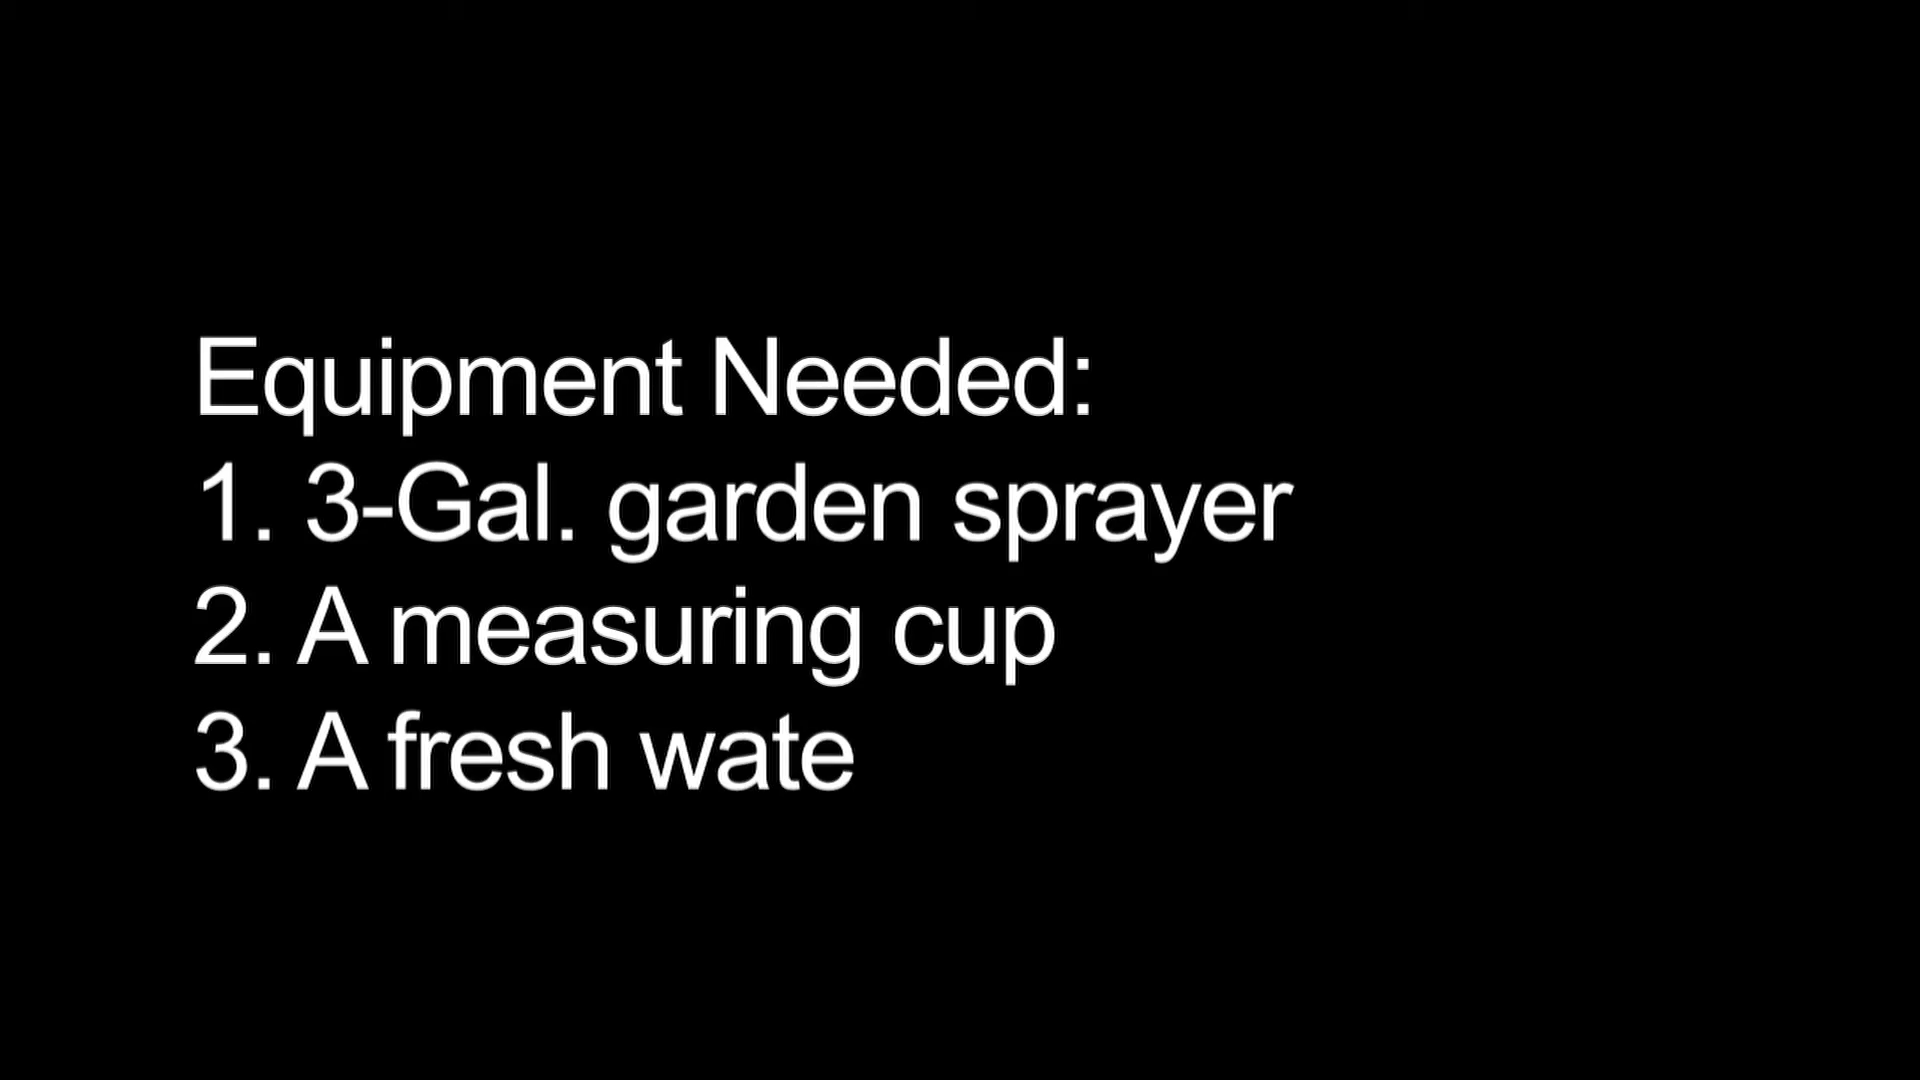 Equipment Needed:
1. 3-Gal. garden sprayer
2. A measuring cup
3. A fresh wate